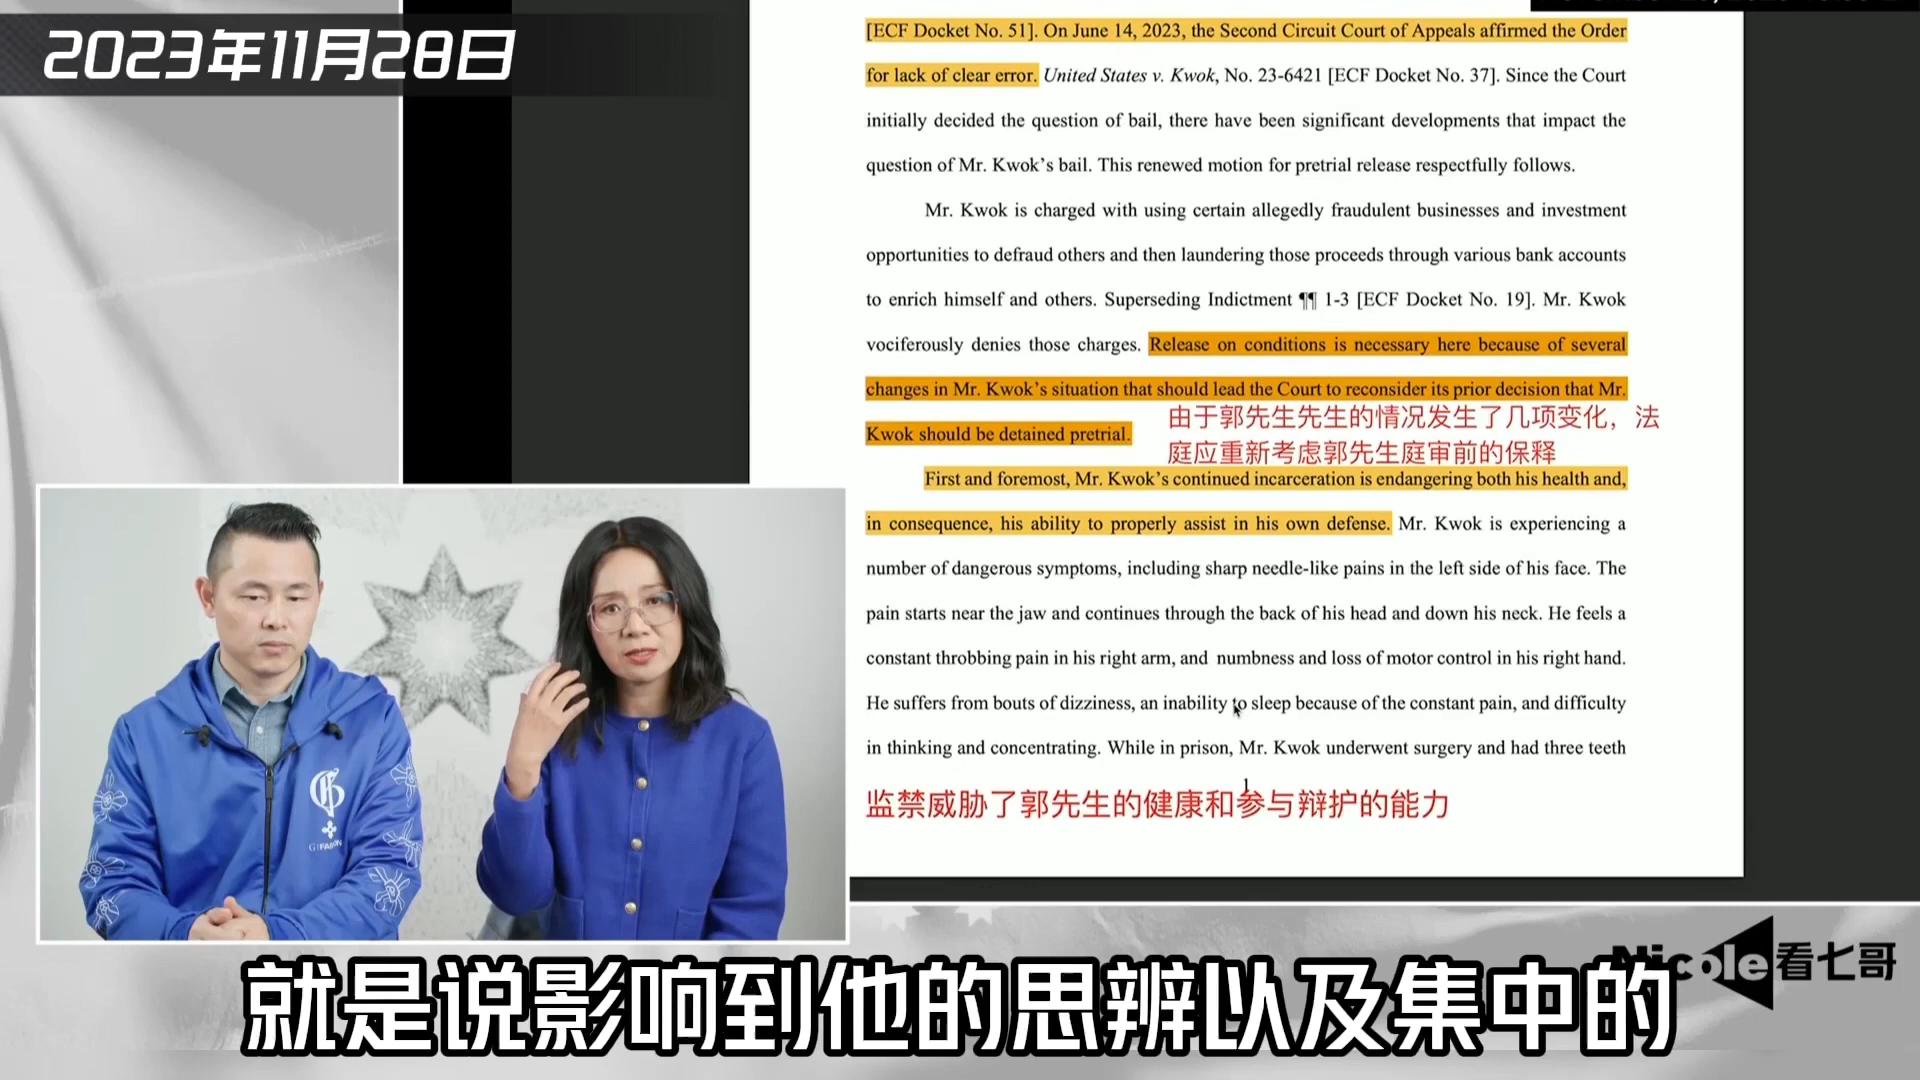 2023年11月28日
[ECF Docket No. 51]. On June 14, 2023, the Second Circuit Court of Appeals affirmed the Order
for lack of clear error. United States v. Kwok, No. 23-6421 [ECF Docket No. 37]. Since the Court
initially decided the question of bail, there have been significant developments that impact the
question of Mr. Kwok’s bail. This renewed motion for pretrial release respectfully follows.
Mr. Kwok is charged with using certain allegedly fraudulent businesses and investment
opportunities to defraud others and then laundering those proceeds through various bank accounts
to enrich himself and others. Superseding Indictment ¶¶ 1-3 [ECF Docket No. 19]. Mr. Kwok
vociferously denies those charges. Release on conditions is necessary here because of several
changes in Mr. Kwok’s situation that should lead the Court to reconsider its prior decision that Mr.
Kwok should be detained pretrial.
由于郭先生先生的情况发生了几项变化，法
庭应重新考虑郭先生庭审前的保释
First and foremost, Mr. Kwok’s continued incarceration is endangering both his health and,
in consequence, his ability to properly assist in his own defense. Mr. Kwok is experiencing a
number of dangerous symptoms, including sharp needle-like pains in the left side of his face. The
pain starts near the jaw and continues through the back of his head and down his neck. He feels a
constant throbbing pain in his right arm, and numbness and loss of motor control in his right hand.
He suffers from bouts of dizziness, an inability to sleep because of the constant pain, and difficulty
in thinking and concentrating. While in prison, Mr. Kwok underwent surgery and had three teeth
1
监禁威胁了郭先生的健康和参与辩护的能力
Nicole看七哥
就是说影响到他的思辨以及集中的